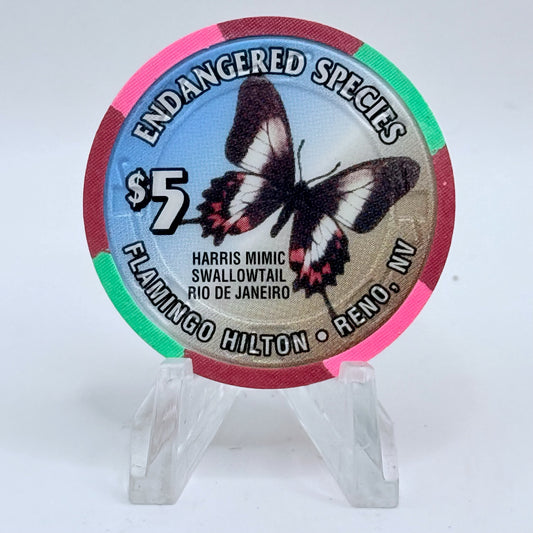 ENDANGERED SPECIES
$5
HARRIS MIMIC
SWALLOWTAIL
RIO DE JANEIRO
FLAMINGO HILTON • RENO, NV